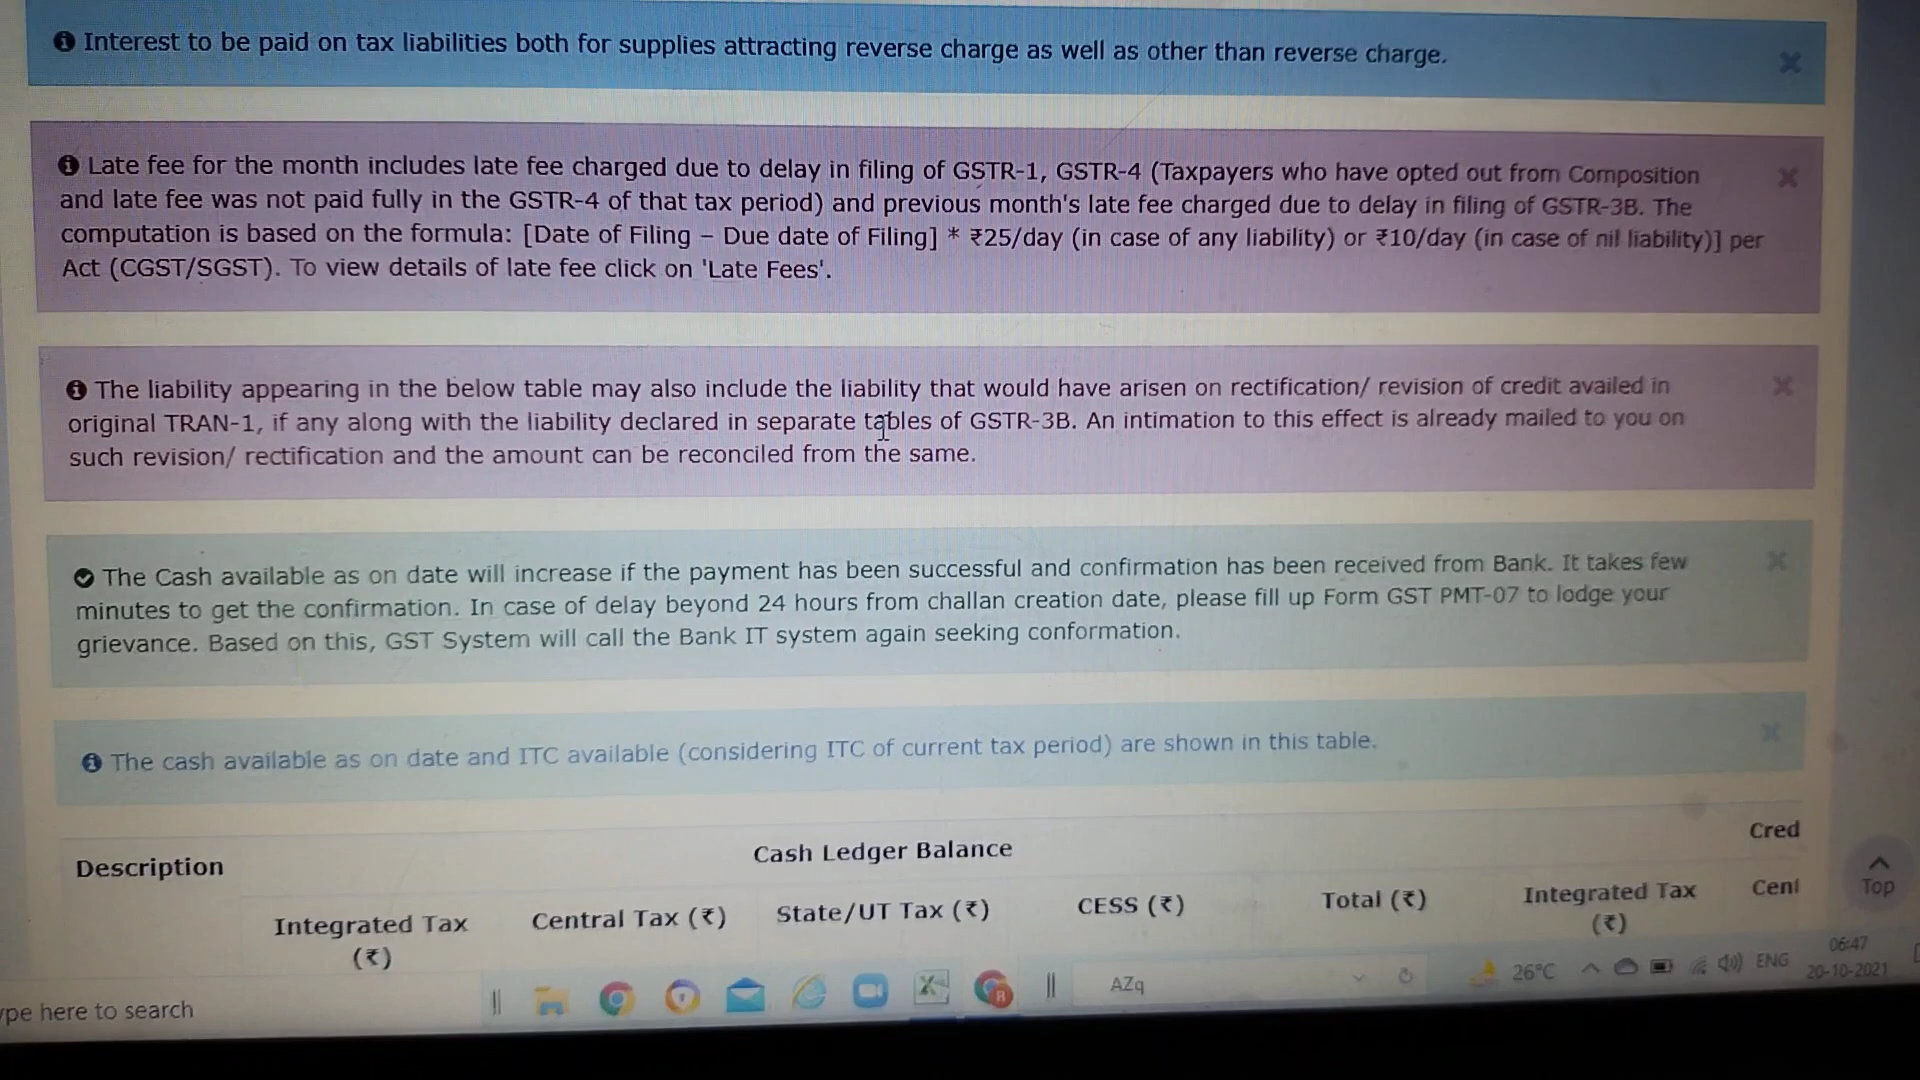 Interest to be paid on tax liabilities both for supplies attracting reverse charge as well as other than reverse charge.
Late fee for the month includes late fee charged due to delay in filing of GSTR-1, GSTR-4 (Taxpayers who have opted out from Composition
and late fee was not paid fully in the GSTR-4 of that tax period) and previous month's late fee charged due to delay in filing of GSTR-3B. The
computation is based on the formula: [Date of Filing – Due date of Filing] * ₹25/day (in case of any liability) or ₹10/day (in case of nil liability)] per
Act (CGST/SGST). To view details of late fee click on 'Late Fees'.
The liability appearing in the below table may also include the liability that would have arisen on rectification/ revision of credit availed in
original TRAN-1, if any along with the liability declared in separate tables of GSTR-3B. An intimation to this effect is already mailed to you on
such revision/ rectification and the amount can be reconciled from the same.
The Cash available as on date will increase if the payment has been successful and confirmation has been received from Bank. It takes few
minutes to get the confirmation. In case of delay beyond 24 hours from challan creation date, please fill up Form GST PMT-07 to lodge your
grievance. Based on this, GST System will call the Bank IT system again seeking conformation.
The cash available as on date and ITC available (considering ITC of current tax period) are shown in this table.
Description
Cash Ledger Balance
Cred
Integrated Tax
(₹)
Central Tax (₹)
State/UT Tax (₹)
CESS (₹)
Total (₹)
Integrated Tax
(₹)
Cent
Top
ype here to search
AZq
26°C
ENG
06:47
20-10-2021